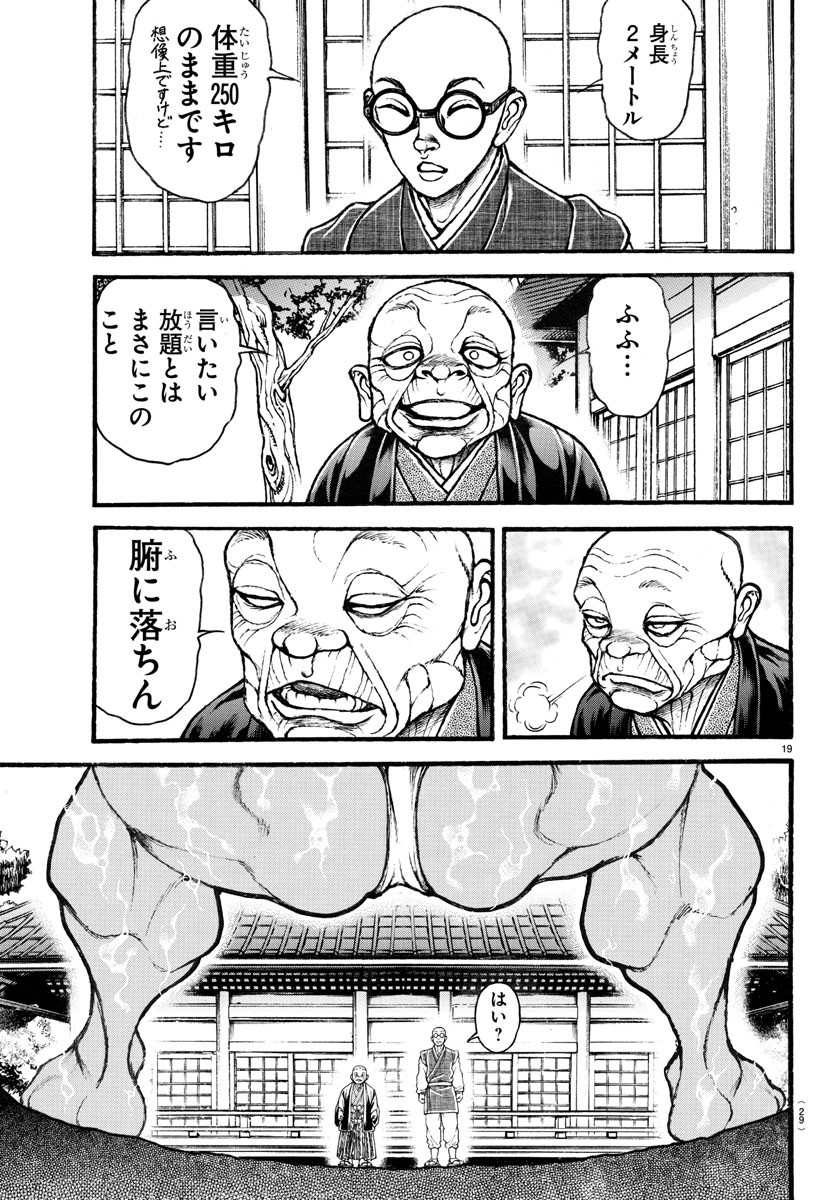 身長
2メートル
体重250キロ
のままです
想像上ですけど…
ふふ…
言いたい
放題とは
まさにこの
こと
腑に落ちん
19
はい?
(29)